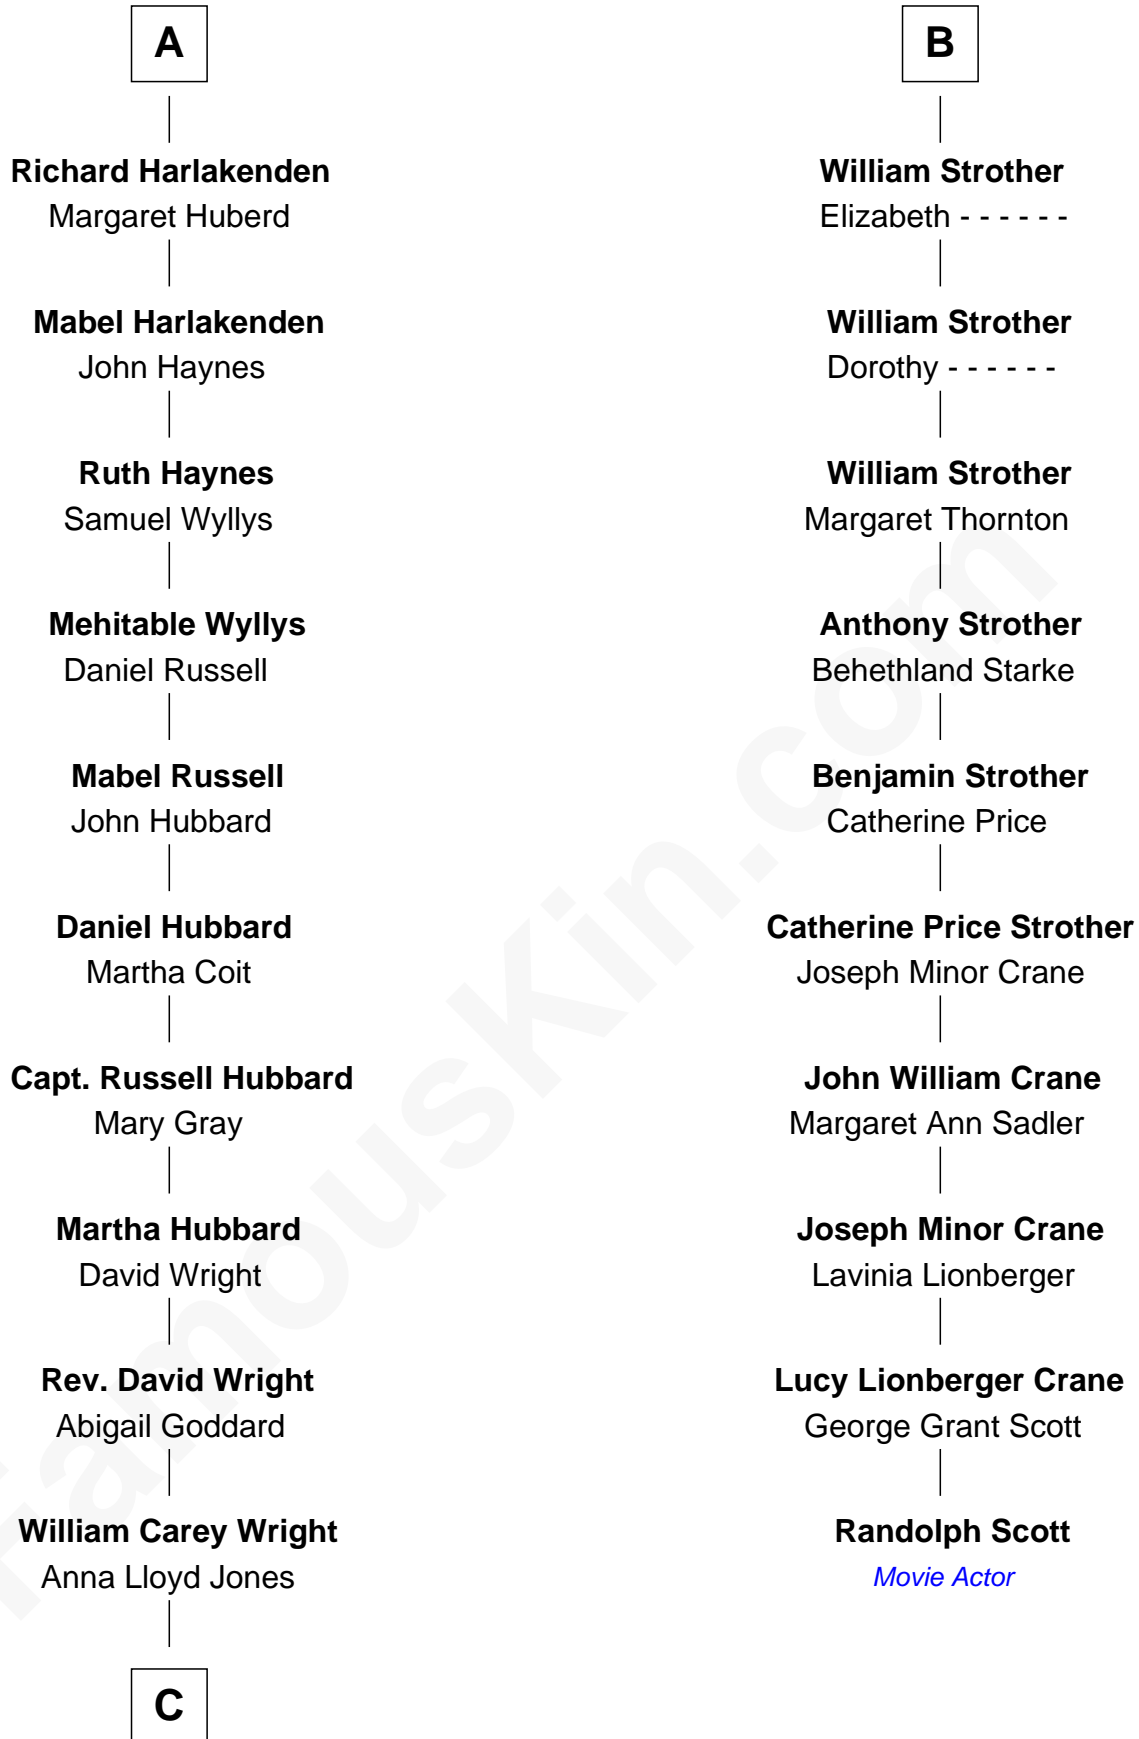 A
Richard Harlakenden
Margaret Huberd
Mabel Harlakenden
John Haynes
Ruth Haynes
Samuel Wyllys
Mehitable Wyllys
Daniel Russell
Mabel Russell
John Hubbard
Daniel Hubbard
Martha Coit
Capt. Russell Hubbard
Mary Gray
Martha Hubbard
David Wright
Rev. David Wright
Abigail Goddard
William Carey Wright
Anna Lloyd Jones
C
B
William Strother
Elizabeth - - - - - -
William Strother
Dorothy - - - - - -
William Strother
Margaret Thornton
Anthony Strother
Behethland Starke
Benjamin Strother
Catherine Price
Catherine Price Strother
Joseph Minor Crane
John William Crane
Margaret Ann Sadler
Joseph Minor Crane
Lavinia Lionberger
Lucy Lionberger Crane
George Grant Scott
Randolph Scott
Movie Actor
FamousKin.com